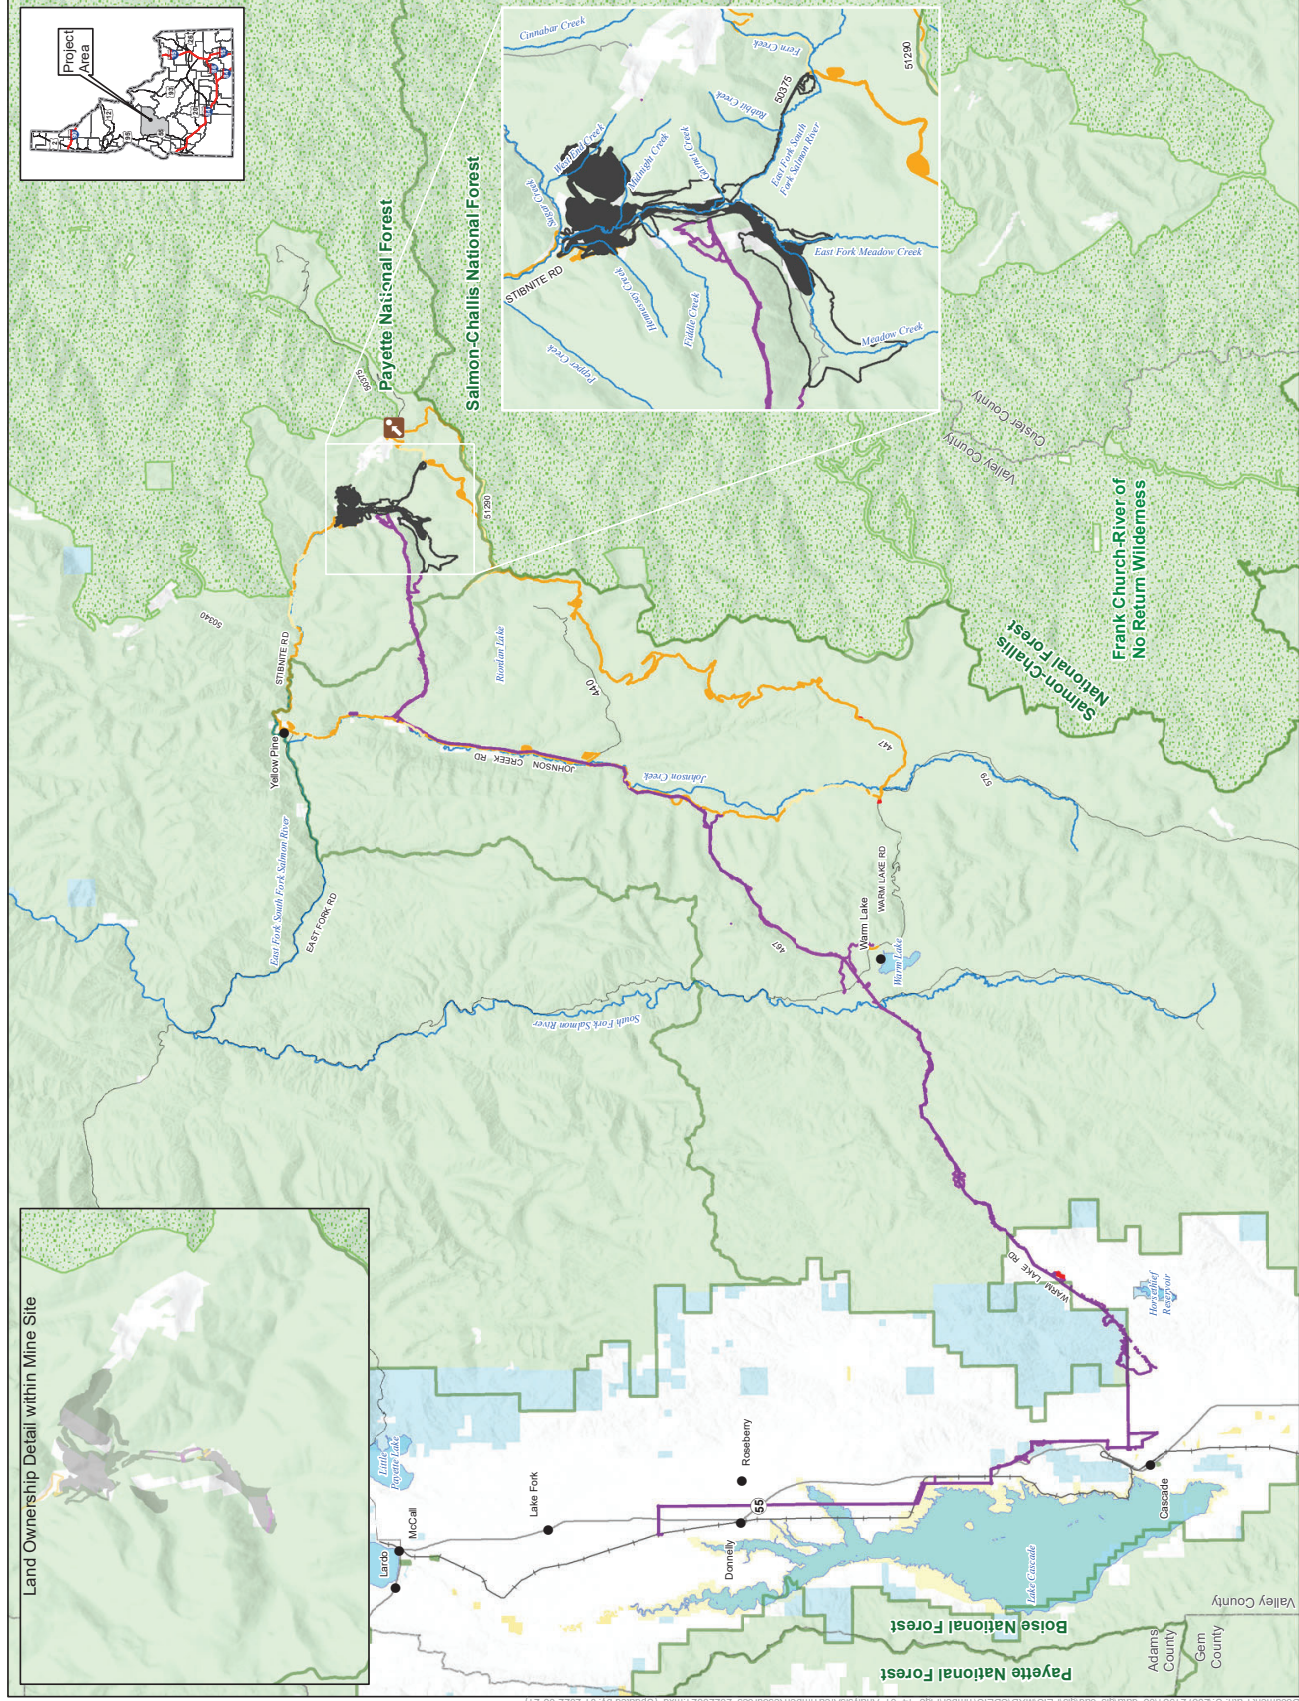 Project
Area
Land Ownership Detail within Mine Site
Payette National Forest
Salmon-Challis National Forest
Cinnabar Creek
Fern Creek
51290
50375
Rabbit Creek
West End Creek
Midnight Creek
Garnet Creek
Sugar Creek
East Fork South
Fork Salmon River
STIBNITE RD
Hennessy Creek
Fiddle Creek
Pepper Creek
East Fork Meadow Creek
Meadow Creek
50375
51290
50340
STIBNITE RD
Yellow Pine
Riordan Lake
440
JOHNSON CREEK RD
Johnson Creek
447
579
East Fork South Fork Salmon River
EAST FORK RD
South Fork Salmon River
467
WARM LAKE RD
Warm Lake
Warm Lake
Custer County
Valley County
Frank Church-River of
No Return Wilderness
Salmon-Challis
National Forest
WARM LAKE RD
Horsethief
Reservoir
Little
Payette Lake
McCall
Lardo
Lake Fork
Roseberry
Donnelly
55
Cascade
Lake Cascade
Boise National Forest
Payette National Forest
Adams
County
Gem
County
Valley County